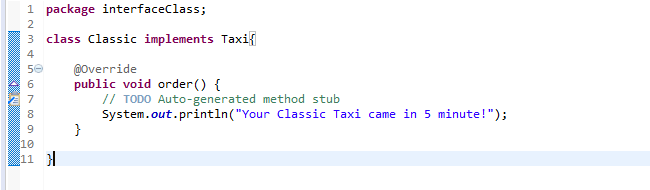 1 package interfaceClass;
2
3 class Classic implements Taxi{
4
5 @Override
6 public void order() {
7 // TODO Auto-generated method stub
8 System.out.println("Your Classic Taxi came in 5 minute!");
9 }
10
11 }